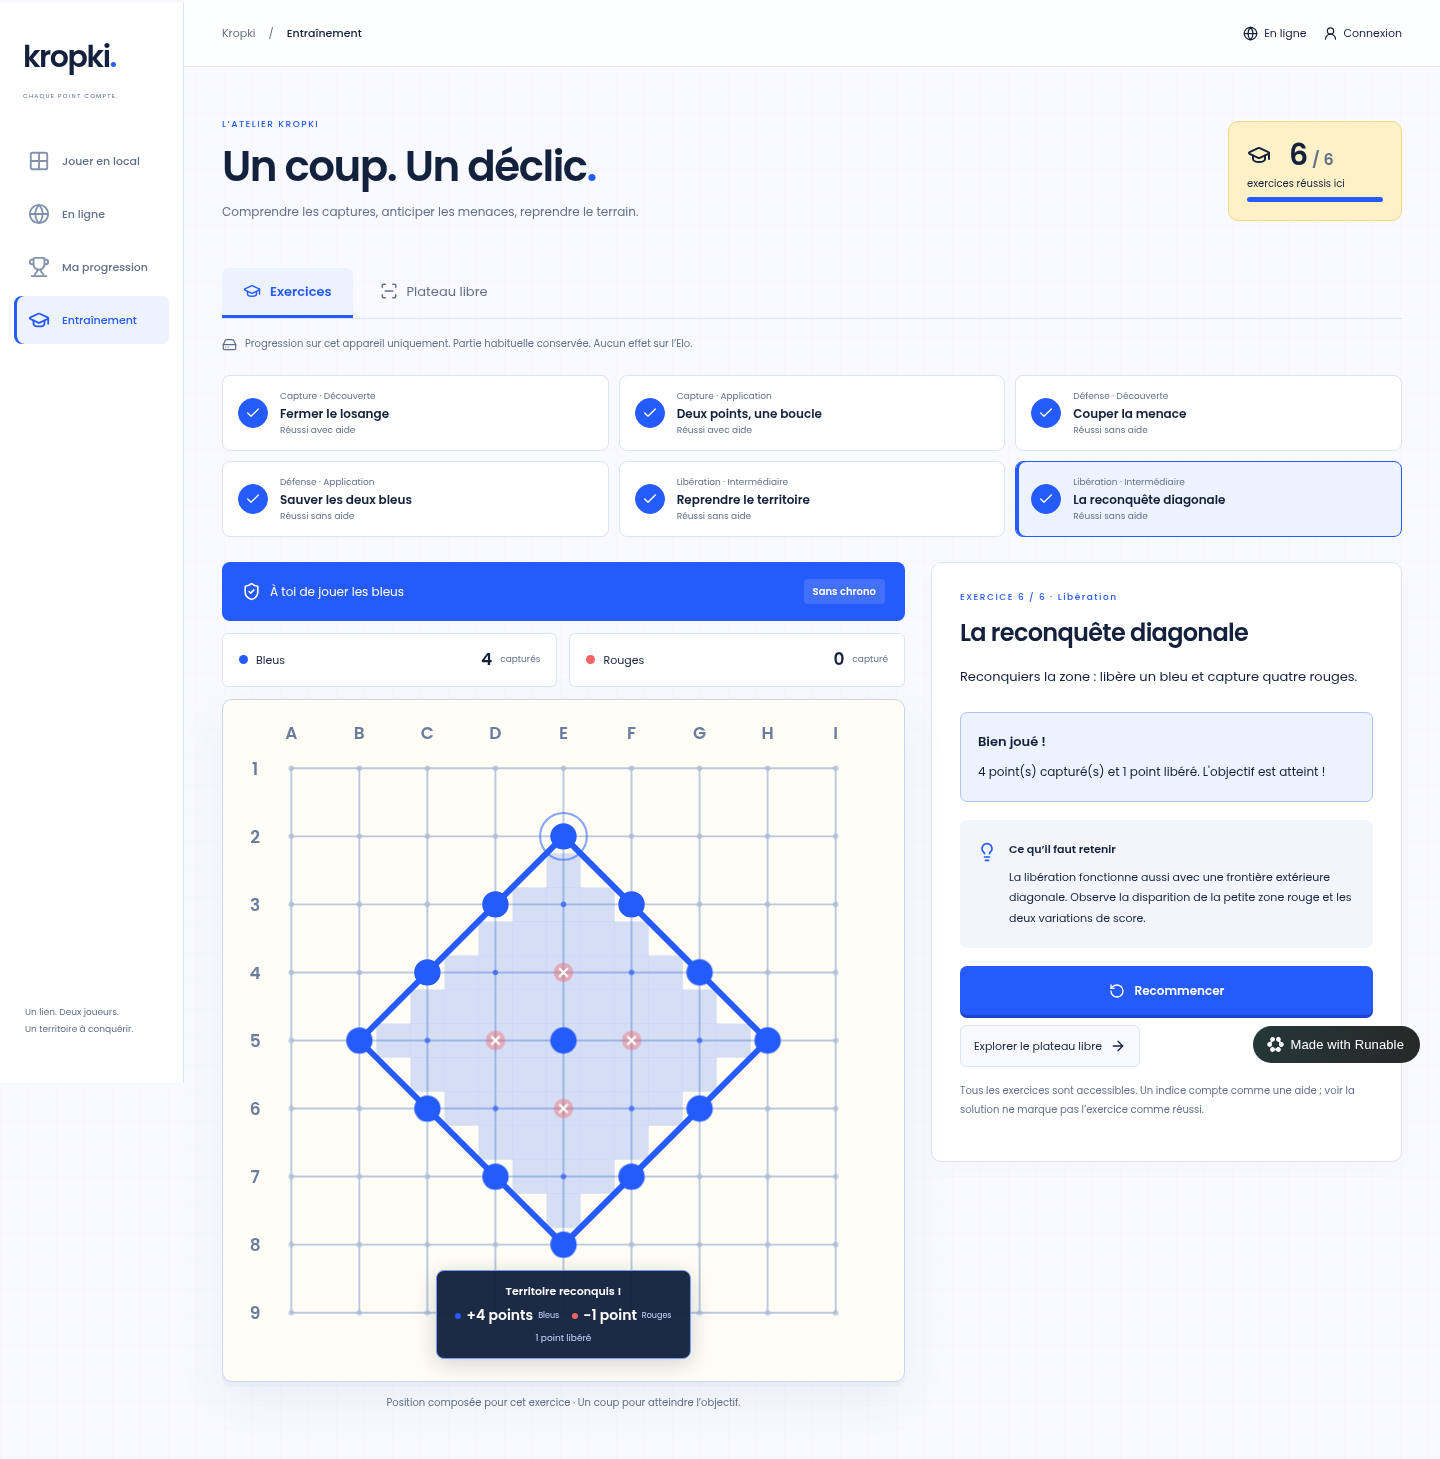 kropki.
CHAQUE POINT COMPTE.
Jouer en local
En ligne
Ma progression
Entraînement
Un lien. Deux joueurs.
Un territoire à conquérir.
Kropki / Entraînement
En ligne
Connexion
L'ATELIER KROPKI
Un coup. Un déclic.
Comprendre les captures, anticiper les menaces, reprendre le terrain.
6 / 6
exercices réussis ici
Exercices
Plateau libre
Progression sur cet appareil uniquement. Partie habituelle conservée. Aucun effet sur l'Elo.
Capture · Découverte
Fermer le losange
Réussi avec aide
Capture · Application
Deux points, une boucle
Réussi avec aide
Défense · Découverte
Couper la menace
Réussi sans aide
Défense · Application
Sauver les deux bleus
Réussi sans aide
Libération · Intermédiaire
Reprendre le territoire
Réussi sans aide
Libération · Intermédiaire
La reconquête diagonale
Réussi sans aide
À toi de jouer les bleus
Sans chrono
Bleus 4 capturés
Rouges 0 capturé
A B C D E F G H I
1
2
3
4
5
6
7
8
9
Territoire reconquis !
+4 points Bleus -1 point Rouges
1 point libéré
Position composée pour cet exercice · Un coup pour atteindre l'objectif.
EXERCICE 6 / 6 · Libération
La reconquête diagonale
Reconquiers la zone : libère un bleu et capture quatre rouges.
Bien joué !
4 point(s) capturé(s) et 1 point libéré. L'objectif est atteint !
Ce qu'il faut retenir
La libération fonctionne aussi avec une frontière extérieure
diagonale. Observe la disparition de la petite zone rouge et les
deux variations de score.
Recommencer
Explorer le plateau libre
Made with Runable
Tous les exercices sont accessibles. Un indice compte comme une aide ; voir la
solution ne marque pas l'exercice comme réussi.